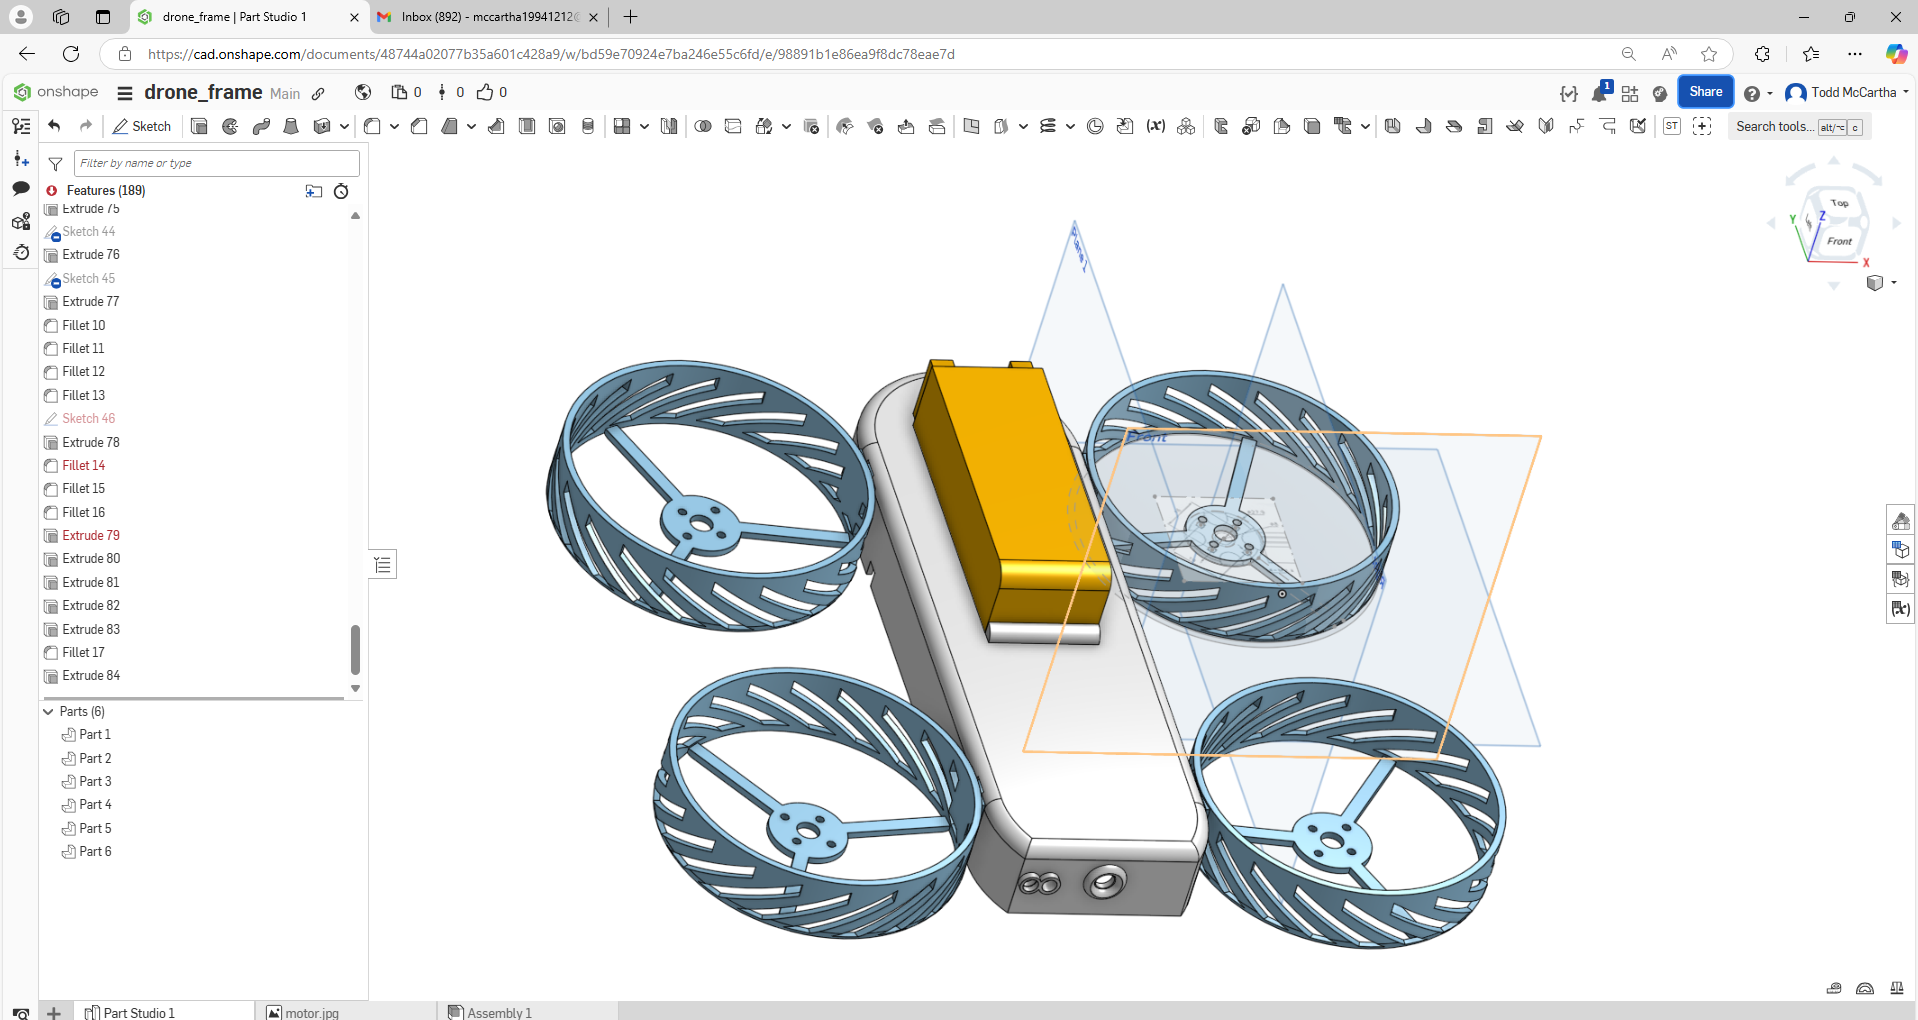 drone_frame | Part Studio 1
Inbox (892) - mccartha19941212@
https://cad.onshape.com/documents/48744a02077b35a601c428a9/w/bd59e70924e7ba246e55c6fd/e/98891b1e86ea9f8dc78eae7d
onshape
drone_frame Main
0
0
0
1
Share
Todd McCartha
Sketch
ST
Search tools... alt/⌥ c
Filter by name or type
Features (189)
Extrude 75
Sketch 44
Extrude 76
Sketch 45
Extrude 77
Fillet 10
Fillet 11
Fillet 12
Fillet 13
Sketch 46
Extrude 78
Fillet 14
Fillet 15
Fillet 16
Extrude 79
Extrude 80
Extrude 81
Extrude 82
Extrude 83
Fillet 17
Extrude 84
Parts (6)
Part 1
Part 2
Part 3
Part 4
Part 5
Part 6
Front
Top
Front
Y
Z
X
Part Studio 1
motor.jpg
Assembly 1